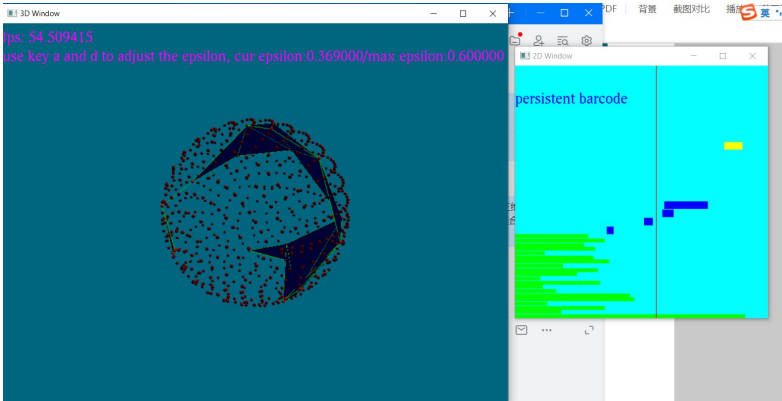 3D Window
fps: 54.509415
use key a and d to adjust the epsilon, cur epsilon:0.369000/max epsilon:0.600000
PDF
背景
截图对比
英
2D Window
persistent barcode